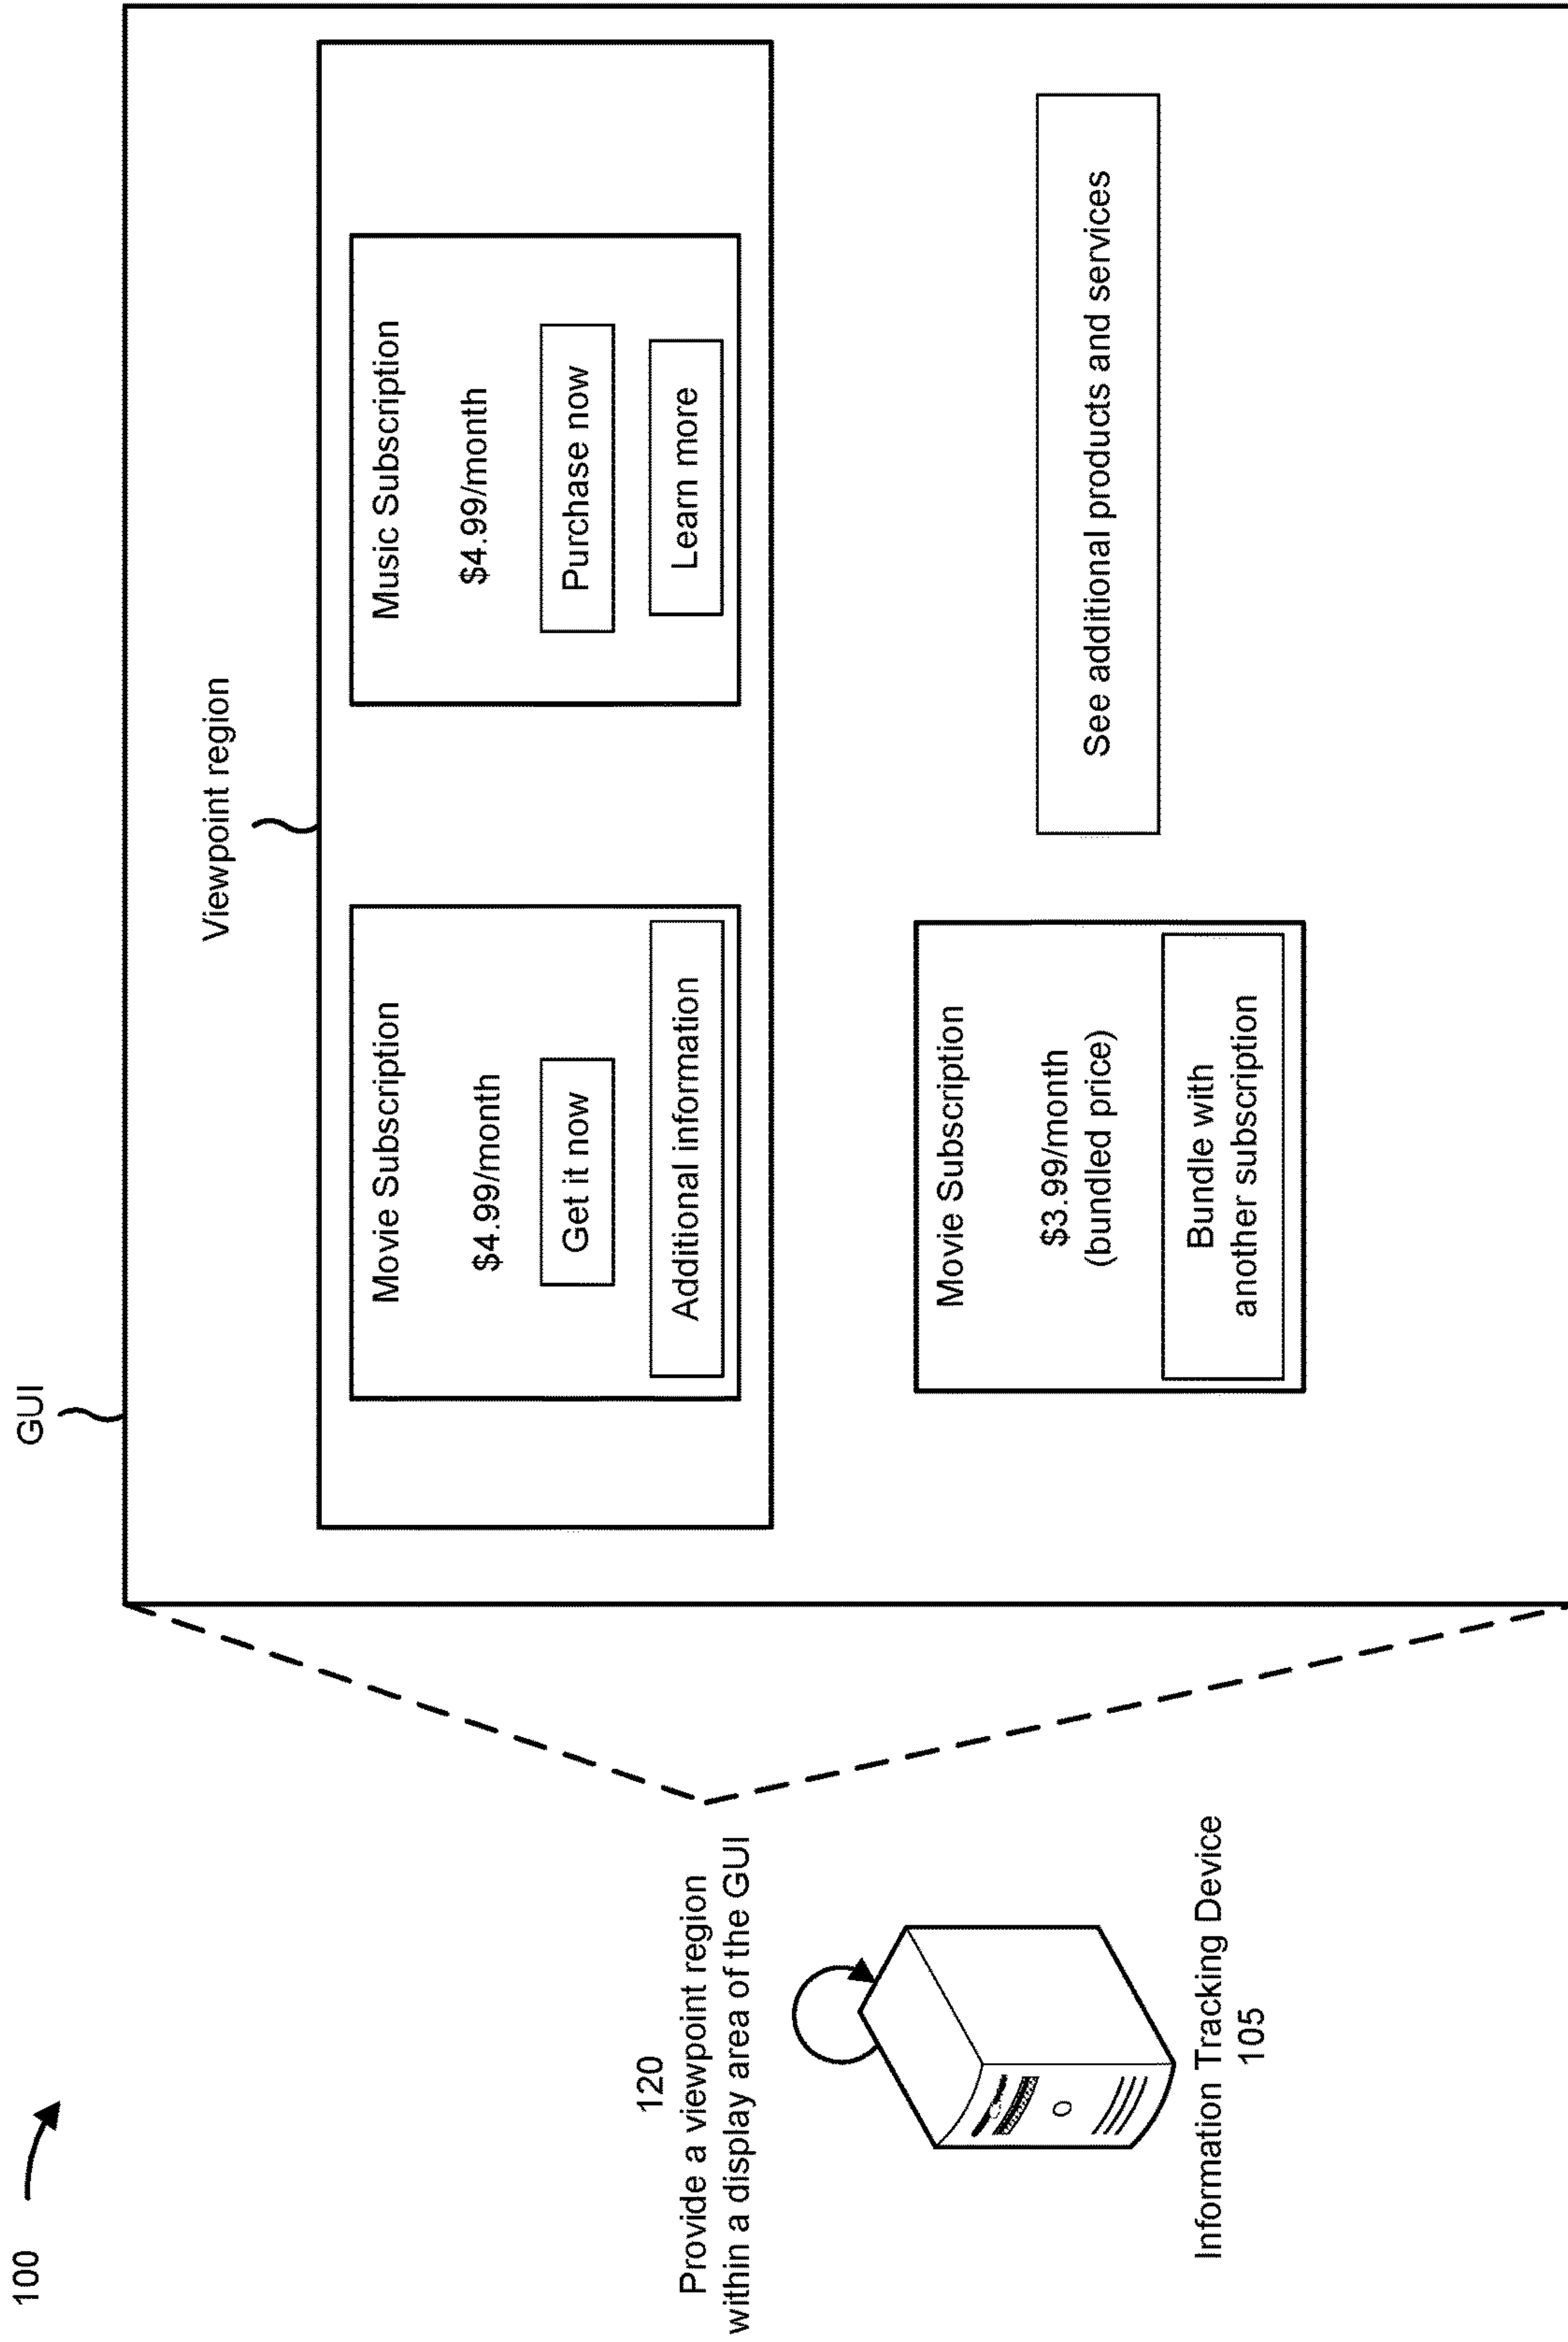 100
120
Provide a viewpoint region
within a display area of the GUI
Information Tracking Device
105
GUI
Viewpoint region
Movie Subscription
$4.99/month
Get it now
Additional information
Music Subscription
$4.99/month
Purchase now
Learn more
Movie Subscription
$3.99/month
(bundled price)
Bundle with
another subscription
See additional products and services